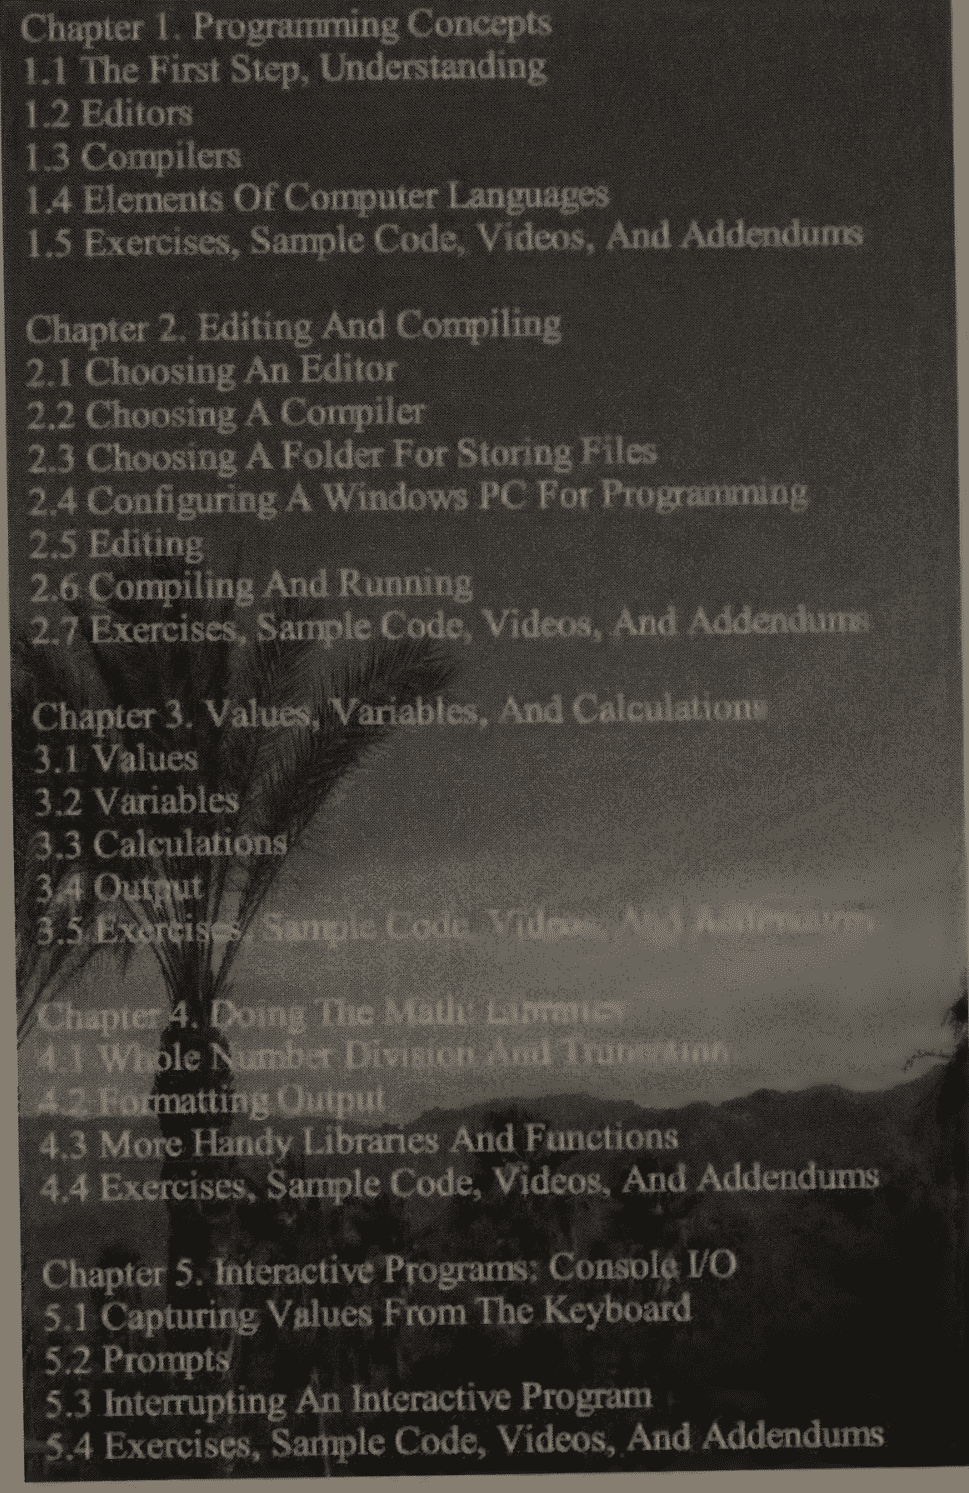 Chapter 1. Programming Concepts
1.1 The First Step, Understanding
1.2 Editors
1.3 Compilers
1.4 Elements Of Computer Languages
1.5 Exercises, Sample Code, Videos, And Addendums
Chapter 2. Editing And Compiling
2.1 Choosing An Editor
2.2 Choosing A Compiler
2.3 Choosing A Folder For Storing Files
2.4 Configuring A Windows PC For Programming
2.5 Editing
2.6 Compiling And Running
2.7 Exercises, Sample Code, Videos, And Addendums
Chapter 3. Values, Variables, And Calculations
3.1 Values
3.2 Variables
3.3 Calculations
3.4 Output
3.5 Exercises, Sample Code, Videos, And Addendums
Chapter 4. Doing The Math: Libraries
4.1 Whole Number Division And Truncation
4.2 Formatting Output
4.3 More Handy Libraries And Functions
4.4 Exercises, Sample Code, Videos, And Addendums
Chapter 5. Interactive Programs: Console I/O
5.1 Capturing Values From The Keyboard
5.2 Prompts
5.3 Interrupting An Interactive Program
5.4 Exercises, Sample Code, Videos, And Addendums